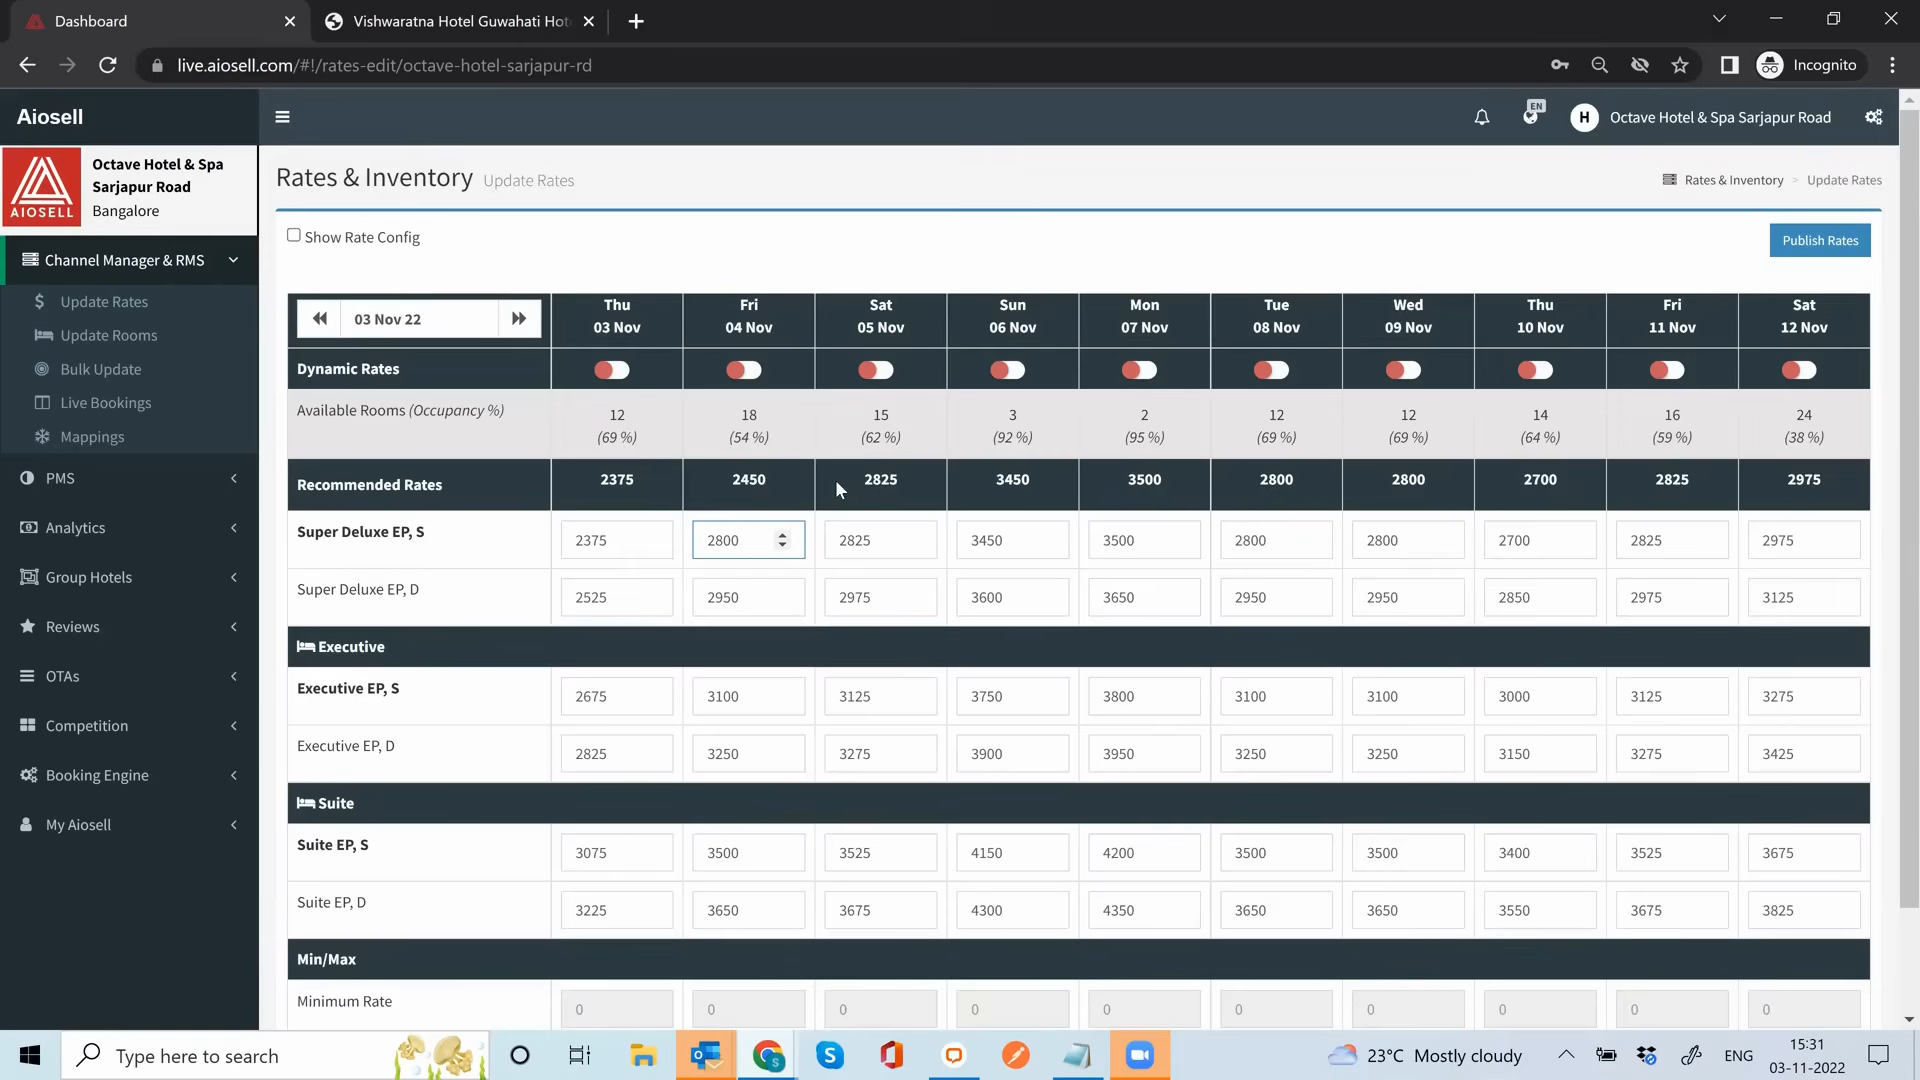 Dashboard
Vishwaratna Hotel Guwahati Hot
live.aiosell.com/#!/rates-edit/octave-hotel-sarjapur-rd
Incognito
Aiosell
EN
H
Octave Hotel & Spa Sarjapur Road
AIOSELL
Octave Hotel & Spa
Sarjapur Road
Bangalore
Channel Manager & RMS
Update Rates
Update Rooms
Bulk Update
Live Bookings
Mappings
PMS
Analytics
Group Hotels
Reviews
OTAs
Competition
Booking Engine
My Aiosell
Rates & Inventory Update Rates
Rates & Inventory > Update Rates
Show Rate Config
Publish Rates
03 Nov 22
Thu 03 Nov
Fri 04 Nov
Sat 05 Nov
Sun 06 Nov
Mon 07 Nov
Tue 08 Nov
Wed 09 Nov
Thu 10 Nov
Fri 11 Nov
Sat 12 Nov
Dynamic Rates
Available Rooms (Occupancy %)
12 18 15 3 2 12 12 14 16 24
(69 %) (54 %) (62 %) (92 %) (95 %) (69 %) (69 %) (64 %) (59 %) (38 %)
Recommended Rates 2375 2450 2825 3450 3500 2800 2800 2700 2825 2975
Super Deluxe EP, S 2375 2800 2825 3450 3500 2800 2800 2700 2825 2975
Super Deluxe EP, D 2525 2950 2975 3600 3650 2950 2950 2850 2975 3125
Executive
Executive EP, S 2675 3100 3125 3750 3800 3100 3100 3000 3125 3275
Executive EP, D 2825 3250 3275 3900 3950 3250 3250 3150 3275 3425
Suite
Suite EP, S 3075 3500 3525 4150 4200 3500 3500 3400 3525 3675
Suite EP, D 3225 3650 3675 4300 4350 3650 3650 3550 3675 3825
Min/Max
Minimum Rate 0 0 0 0 0 0 0 0 0 0
Type here to search
23°C Mostly cloudy
ENG
15:31
03-11-2022